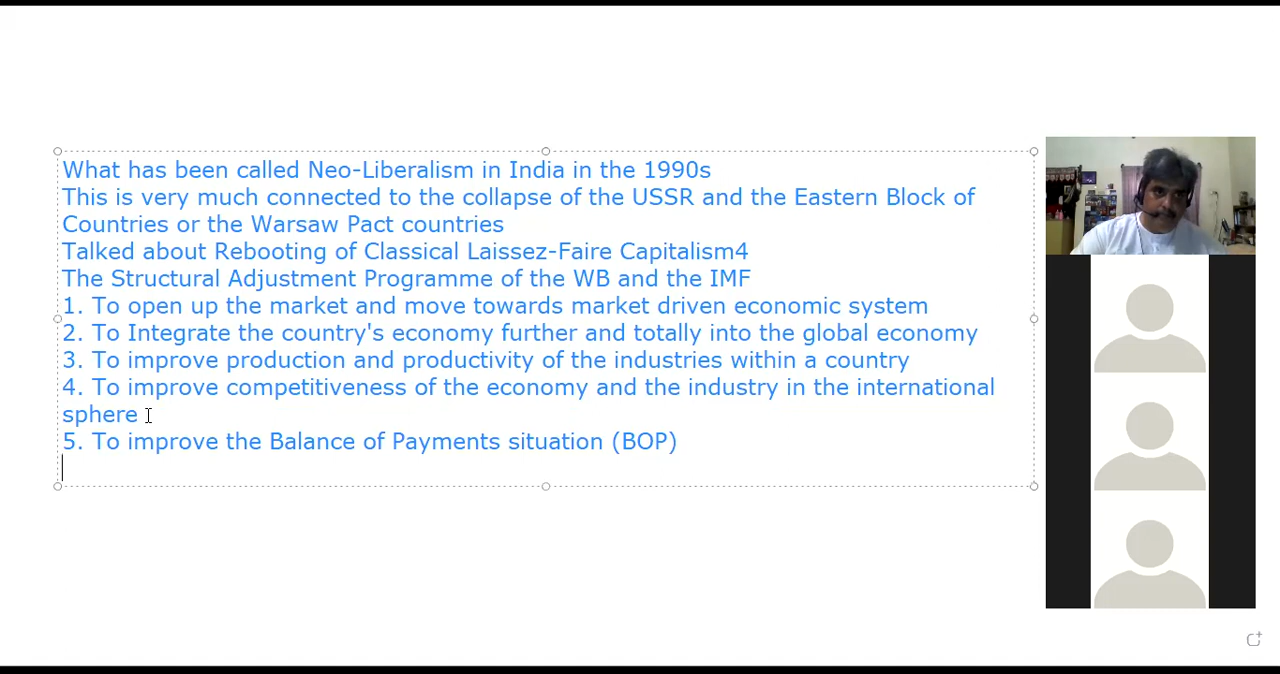 What has been called Neo-Liberalism in India in the 1990s
This is very much connected to the collapse of the USSR and the Eastern Block of
Countries or the Warsaw Pact countries
Talked about Rebooting of Classical Laissez-Faire Capitalism4
The Structural Adjustment Programme of the WB and the IMF
1. To open up the market and move towards market driven economic system
2. To Integrate the country's economy further and totally into the global economy
3. To improve production and productivity of the industries within a country
4. To improve competitiveness of the economy and the industry in the international
sphere
5. To improve the Balance of Payments situation (BOP)